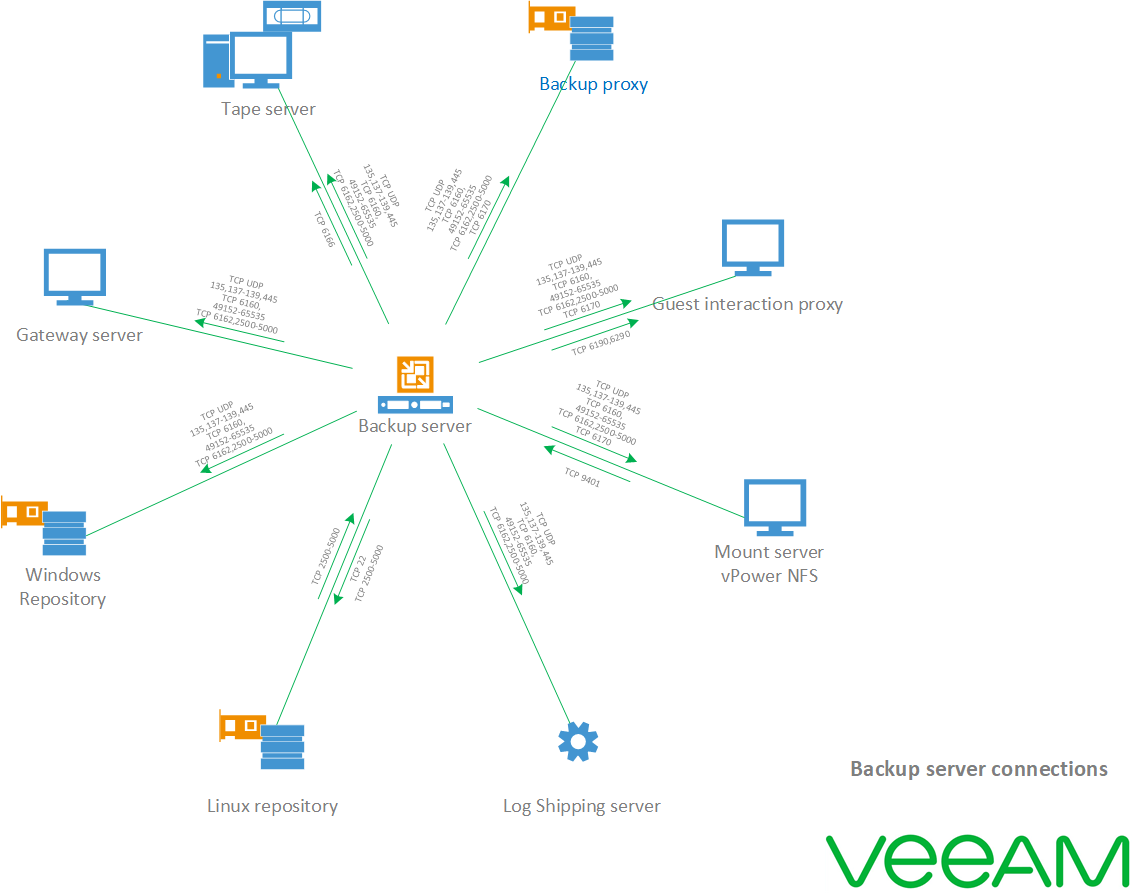 Tape server
Backup proxy
TCP UDP
135,137-139,445
TCP 6160,
49152-65535
TCP 6162,2500-5000
TCP 6166
TCP UDP
135,137-139,445
TCP 6160,
49152-65535
TCP 6162,2500-5000
TCP 6170
Gateway server
TCP UDP
135,137-139,445
TCP 6160,
49152-65535
TCP 6162,2500-5000
Guest interaction proxy
TCP UDP
135,137-139,445
TCP 6160,
49152-65535
TCP 6162,2500-5000
TCP 6170
TCP 6190,6290
Backup server
TCP UDP
135,137-139,445
TCP 6160,
49152-65535
TCP 6162,2500-5000
TCP UDP
135,137-139,445
TCP 6160,
49152-65535
TCP 6162,2500-5000
TCP 6170
TCP 9401
Windows
Repository
Mount server
vPower NFS
TCP 2500-5000
TCP 22
TCP 2500-5000
TCP UDP
135,137-139,445
TCP 6160,
49152-65535
TCP 6162,2500-5000
Linux repository
Log Shipping server
Backup server connections
veeAM